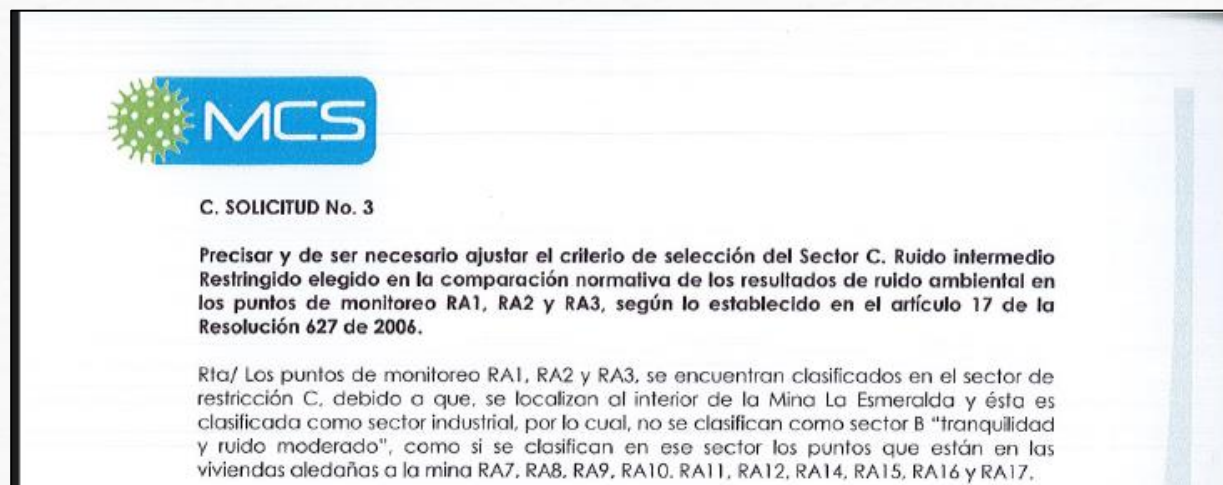 MCS
C. SOLICITUD No. 3
Precisar y de ser necesario ajustar el criterio de selección del Sector C. Ruido intermedio
Restringido elegido en la comparación normativa de los resultados de ruido ambiental en
los puntos de monitoreo RA1, RA2 y RA3, según lo establecido en el artículo 17 de la
Resolución 627 de 2006.
Rta/ Los puntos de monitoreo RA1, RA2 y RA3, se encuentran clasificados en el sector de
restricción C, debido a que, se localizan al interior de la Mina La Esmeralda y ésta es
clasificada como sector industrial, por lo cual, no se clasifican como sector B "tranquilidad
y ruido moderado", como si se clasifican en ese sector los puntos que están en las
viviendas aledañas a la mina RA7, RA8, RA9, RA10, RA11, RA12, RA14, RA15, RA16 y RA17.